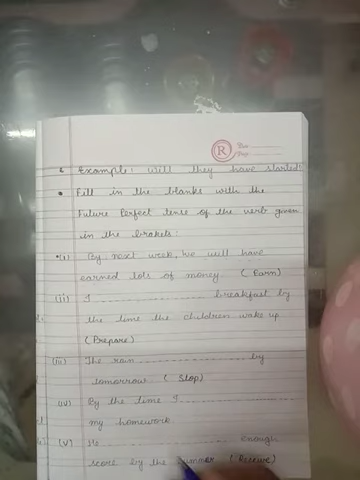 R
Example: Will they have started
Fill in the blanks with the
Future Perfect tense of the verb given
in the brakets:
(i) By next week, we will have
earned lots of money. (Earn)
(ii) I .................... breakfast by
the time the children wake up
(Prepare)
(iii) The rain .................... by
tomorrow (Stop)
(iv) By the time I ....................
my homework
(v) He .................... enough
by the summer (Receive)